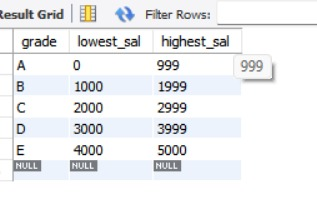 Result Grid Filter Rows:
grade lowest_sal highest_sal
A 0 999 999
B 1000 1999
C 2000 2999
D 3000 3999
E 4000 5000
NULL NULL NULL